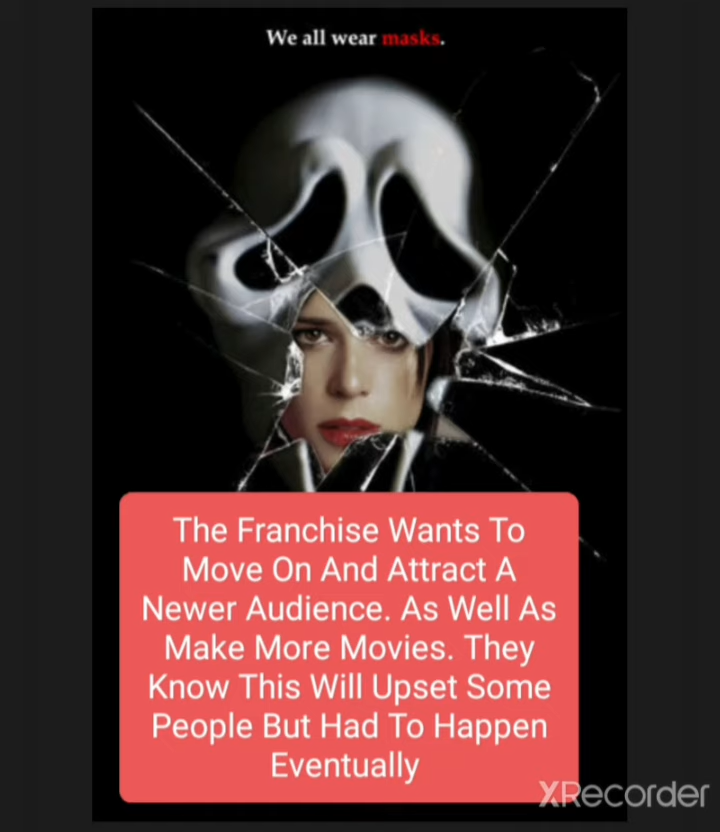 We all wear masks.
The Franchise Wants To
Move On And Attract A
Newer Audience. As Well As
Make More Movies. They
Know This Will Upset Some
People But Had To Happen
Eventually
XRecorder